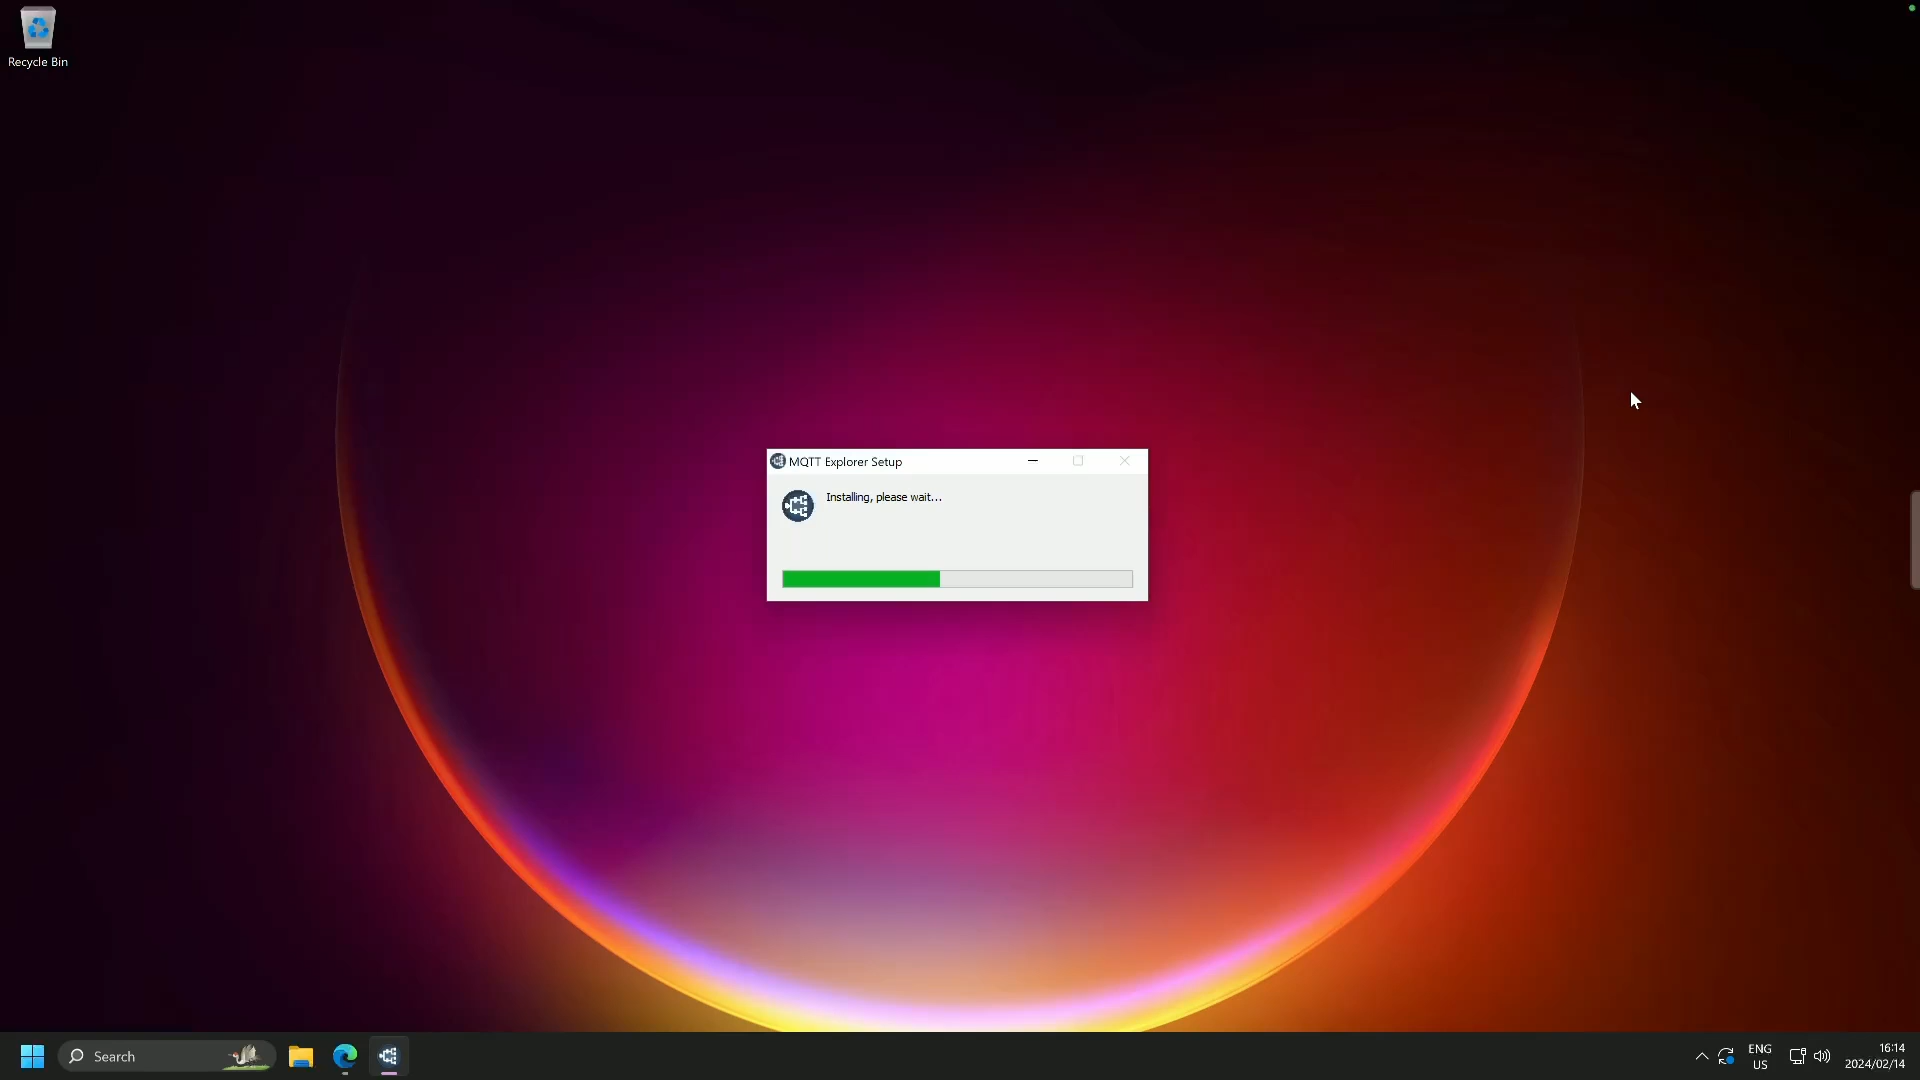 Recycle Bin
MQTT Explorer Setup
Installing, please wait...
Search
ENG
US
16:14
2024/02/14